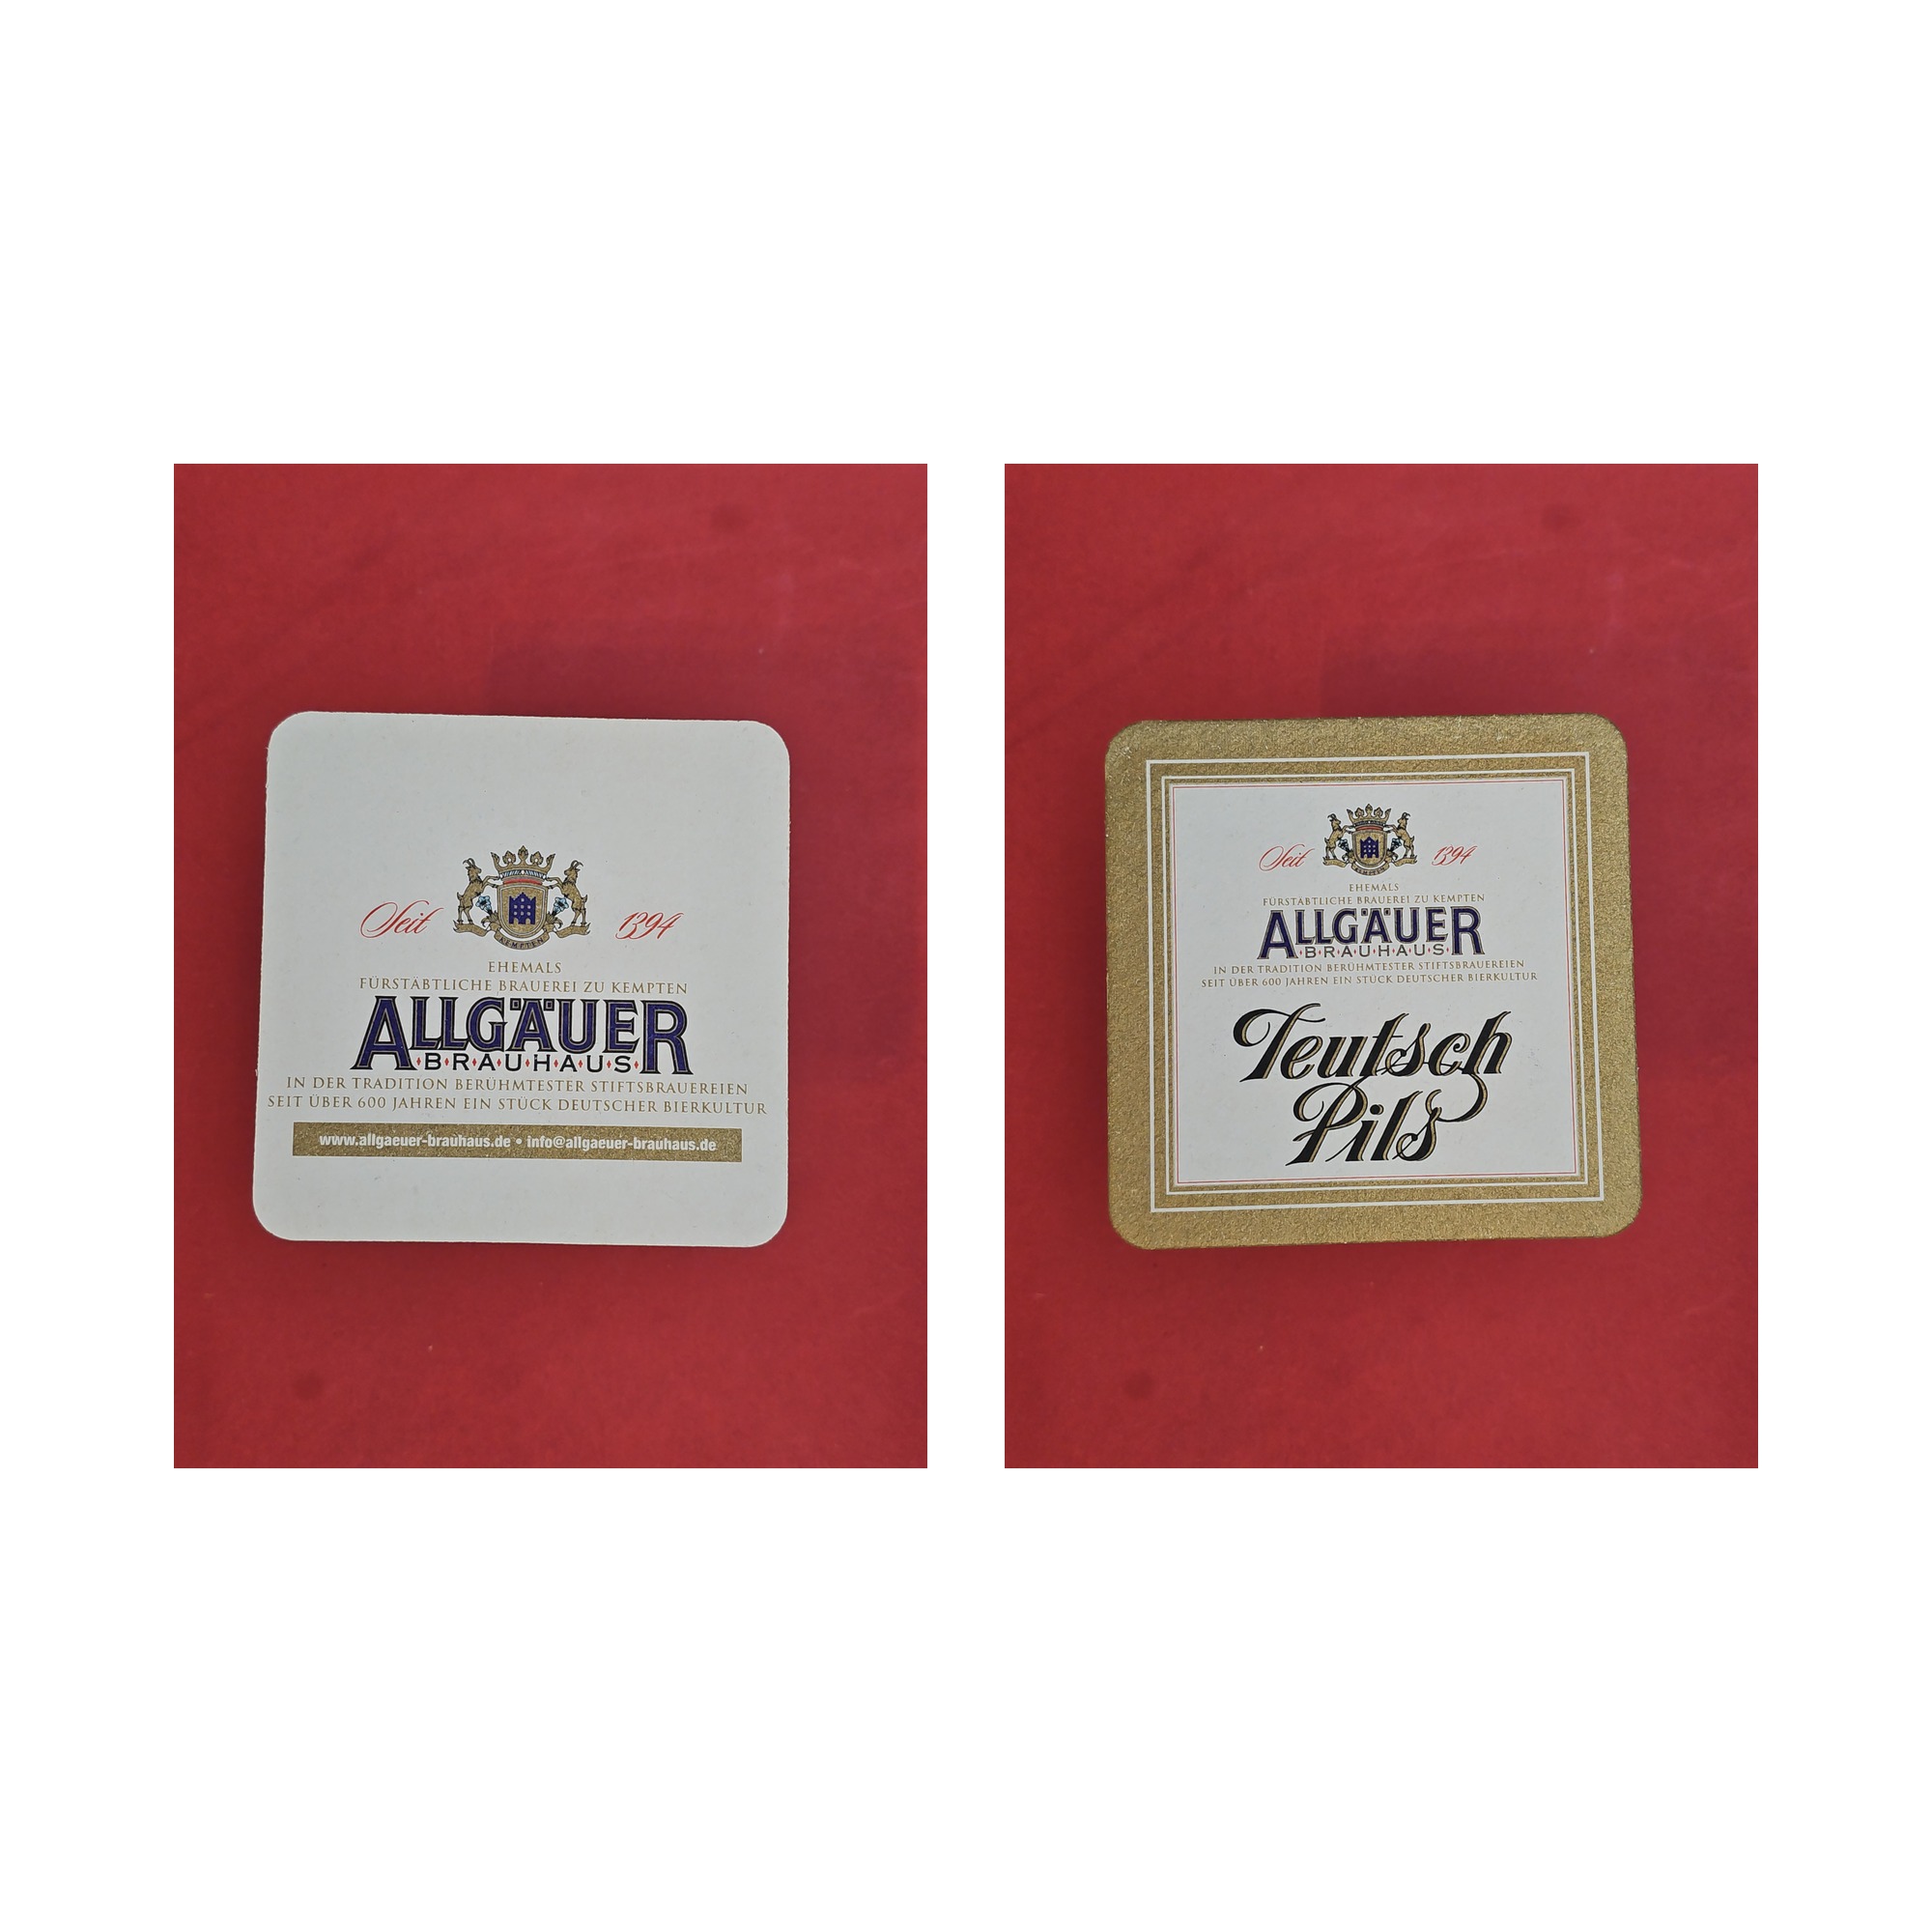 Seit 1394
KEMPTEN
EHEMALS
FÜRSTÄBTLICHE BRAUEREI ZU KEMPTEN
ALLGÄUER
BRAUHAUS
IN DER TRADITION BERÜHMTESTER STIFTSBRAUEREIEN
SEIT ÜBER 600 JAHREN EIN STÜCK DEUTSCHER BIERKULTUR
www.allgaeuer-brauhaus.de • info@allgaeuer-brauhaus.de
Seit 1394
KEMPTEN
EHEMALS
FÜRSTÄBTLICHE BRAUEREI ZU KEMPTEN
ALLGÄUER
BRAUHAUS
IN DER TRADITION BERÜHMTESTER STIFTSBRAUEREIEN
SEIT ÜBER 600 JAHREN EIN STÜCK DEUTSCHER BIERKULTUR
Teutsch
Pils